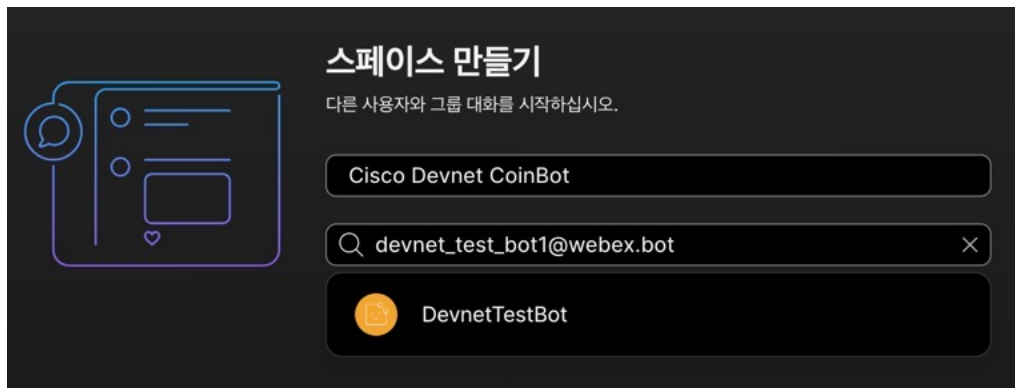 스페이스 만들기
다른 사용자와 그룹 대화를 시작하십시오.
Cisco Devnet CoinBot
devnet_test_bot1@webex.bot
DevnetTestBot